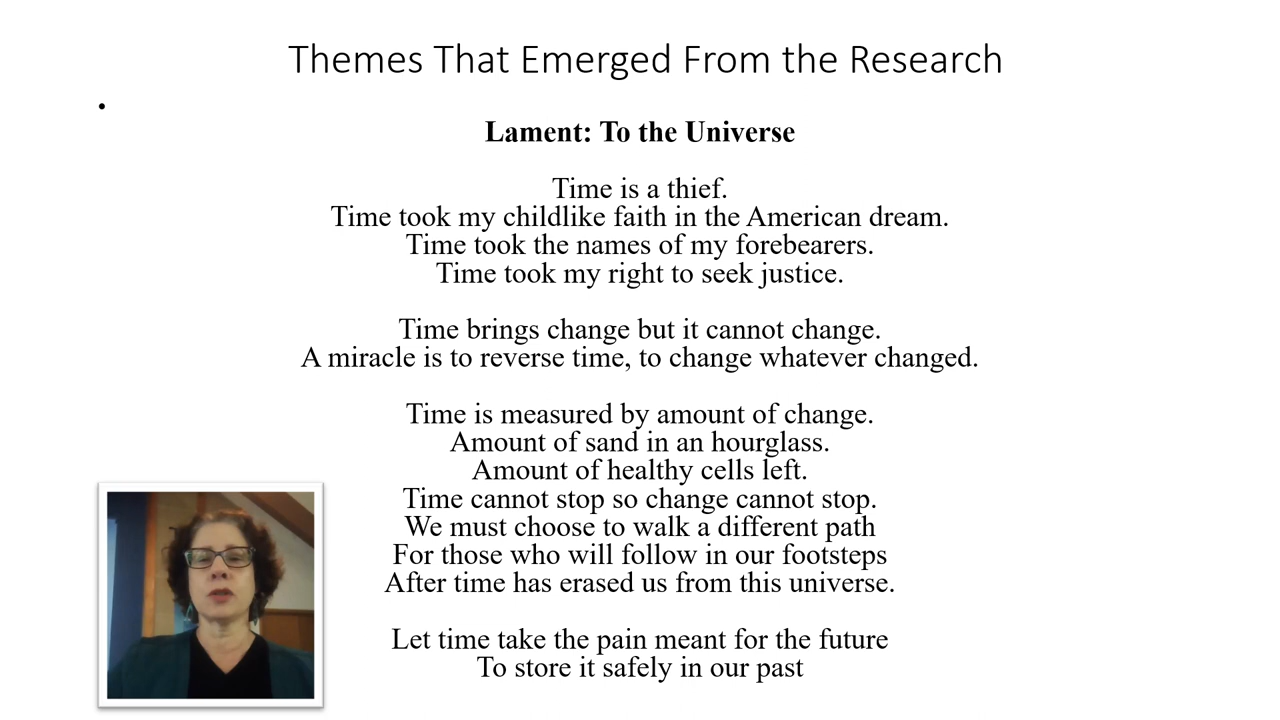 Themes That Emerged From the Research
•
Lament: To the Universe
Time is a thief.
Time took my childlike faith in the American dream.
Time took the names of my forebearers.
Time took my right to seek justice.
Time brings change but it cannot change.
A miracle is to reverse time, to change whatever changed.
Time is measured by amount of change.
Amount of sand in an hourglass.
Amount of healthy cells left.
Time cannot stop so change cannot stop.
We must choose to walk a different path
For those who will follow in our footsteps
After time has erased us from this universe.
Let time take the pain meant for the future
To store it safely in our past